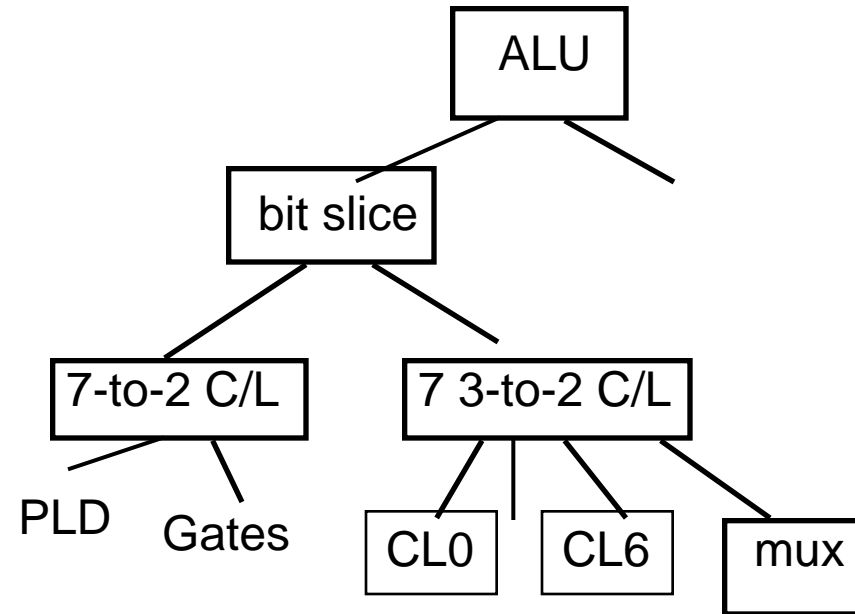 ALU
bit slice
7-to-2 C/L
7 3-to-2 C/L
PLD
Gates
CL0
CL6
mux